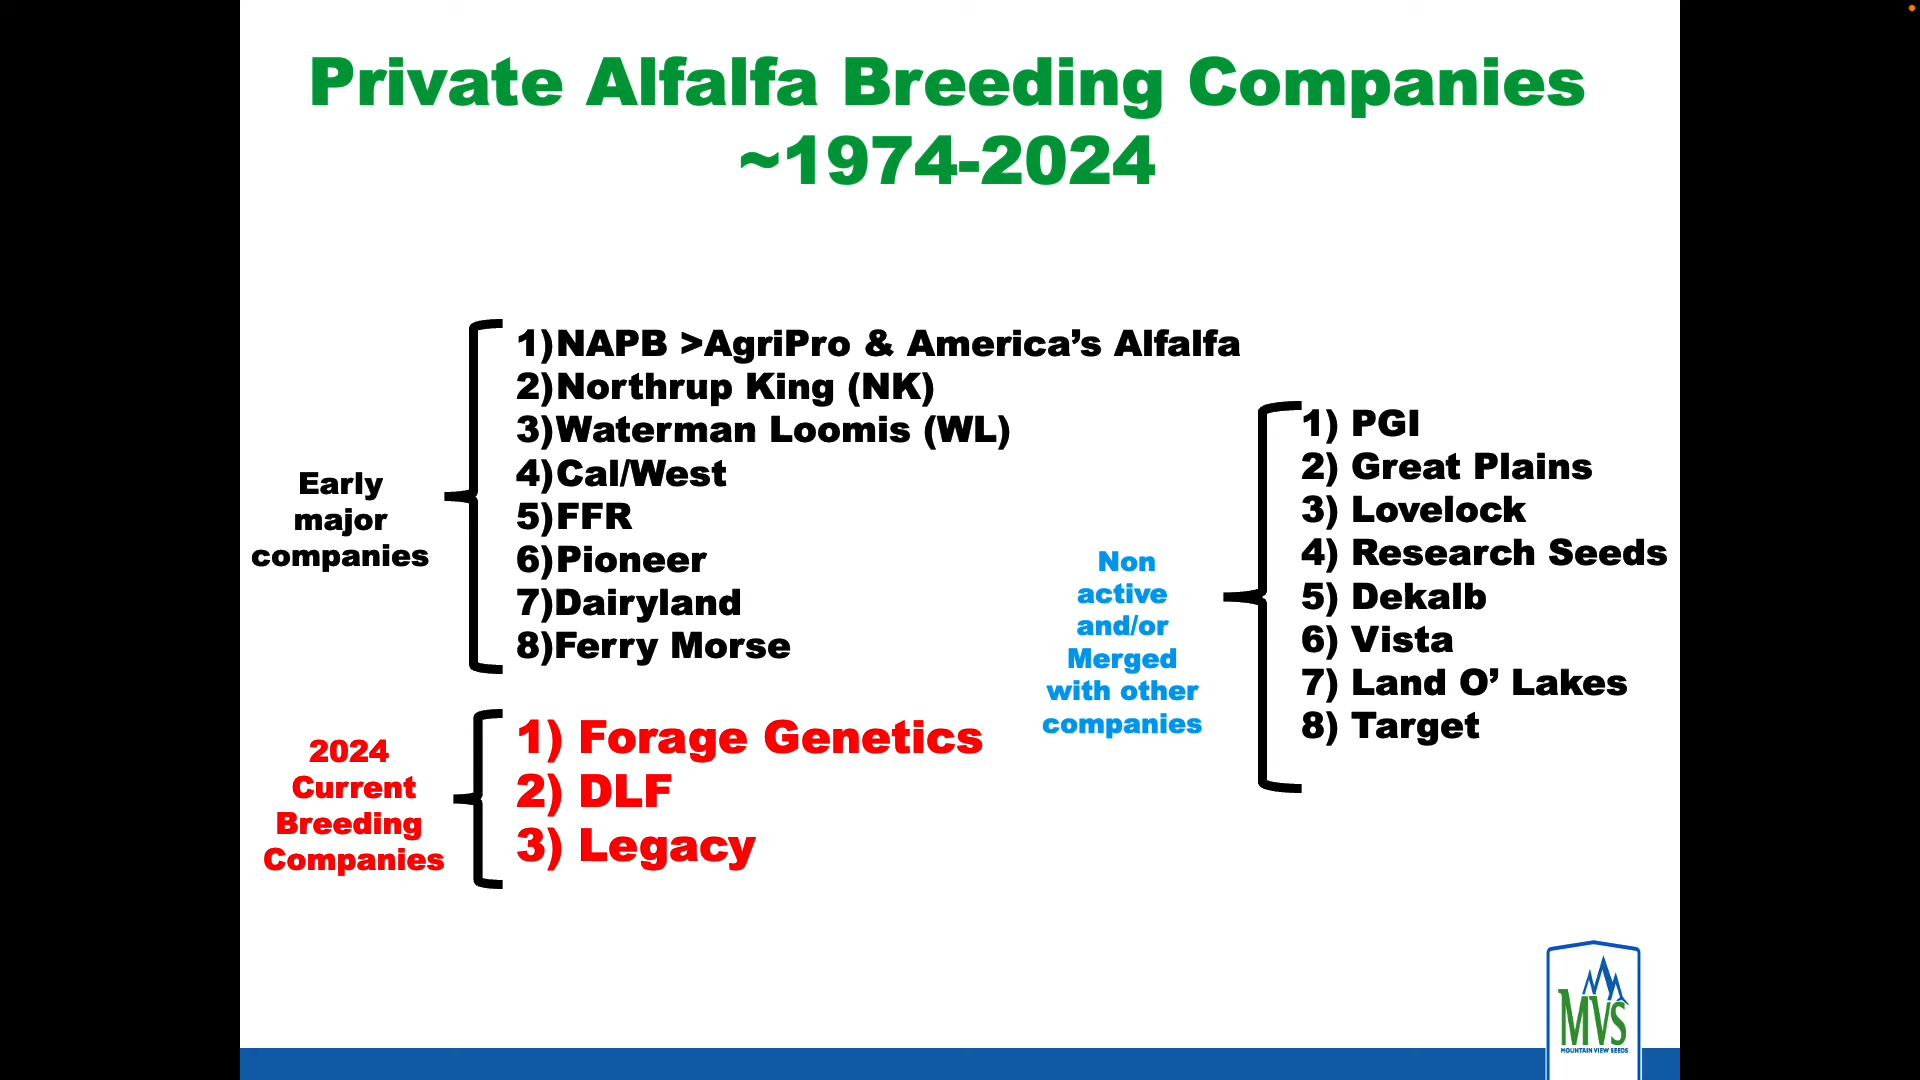 Private Alfalfa Breeding Companies
~1974-2024
Early
major
companies
1)NAPB >AgriPro & America’s Alfalfa
2)Northrup King (NK)
3)Waterman Loomis (WL)
4)Cal/West
5)FFR
6)Pioneer
7)Dairyland
8)Ferry Morse
2024
Current
Breeding
Companies
1) Forage Genetics
2) DLF
3) Legacy
Non
active
and/or
Merged
with other
companies
1) PGI
2) Great Plains
3) Lovelock
4) Research Seeds
5) Dekalb
6) Vista
7) Land O’ Lakes
8) Target
MVS
MOUNTAIN VIEW SEEDS